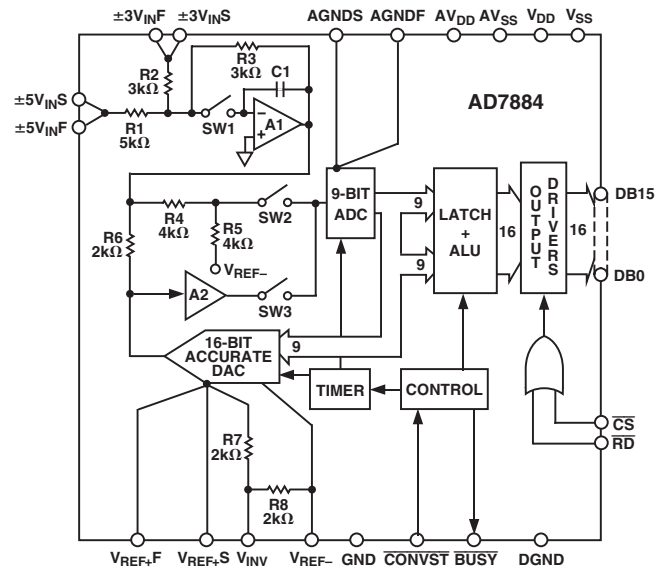 ±3VINF ±3VINS
AGNDS AGNDF AVDD AVSS VDD VSS
R3
3kΩ
C1
R2
3kΩ
AD7884
±5VINS
±5VINF
R1
5kΩ
SW1
−
+
A1
9-BIT
ADC
9
9
LATCH
+
ALU
16
OUTPUT
DRIVERS
16
DB15
DB0
R6
2kΩ
R4
4kΩ
SW2
R5
4kΩ
VREF−
A2
SW3
16-BIT
ACCURATE
DAC
9
TIMER
CONTROL
CS
RD
R7
2kΩ
R8
2kΩ
VREF+F VREF+S VINV VREF− GND CONVST BUSY DGND